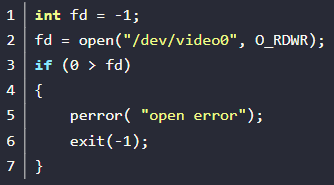 1 int fd = -1;
2 fd = open("/dev/video0", O_RDWR);
3 if (0 > fd)
4 {
5     perror( "open error");
6     exit(-1);
7 }